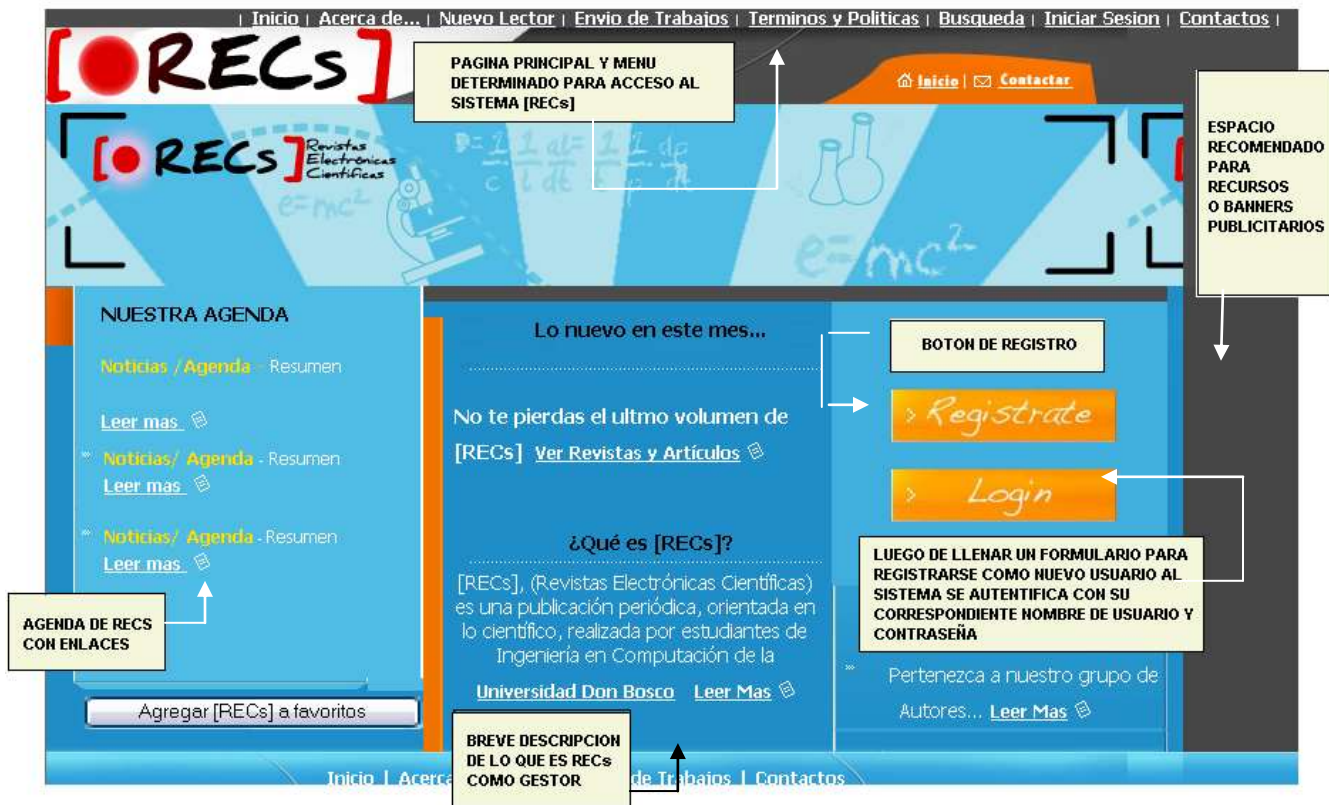 | Inicio | Acerca de... | Nuevo Lector | Envio de Trabajos | Terminos y Politicas | Busqueda | Iniciar Sesion | Contactos |
[ RECs ]
PAGINA PRINCIPAL Y MENU
DETERMINADO PARA ACCESO AL
SISTEMA [RECs]
Inicio | Contactar
ESPACIO
RECOMENDADO
PARA
RECURSOS
O BANNERS
PUBLICITARIOS
[ RECs ]
Revistas
Electrónicas
Científicas
e=mc²
e=mc²
NUESTRA AGENDA
Noticias /Agenda - Resumen
Leer mas
Noticias/ Agenda - Resumen
Leer mas
Noticias/ Agenda - Resumen
Leer mas
AGENDA DE RECS
CON ENLACES
Agregar [RECs] a favoritos
Lo nuevo en este mes...
No te pierdas el ultmo volumen de
[RECs] Ver Revistas y Artículos
¿Qué es [RECs]?
[RECs], (Revistas Electrónicas Científicas)
es una publicación periódica, orientada en
lo científico, realizada por estudiantes de
Ingeniería en Computación de la
Universidad Don Bosco Leer Mas
BREVE DESCRIPCION
DE LO QUE ES RECs
COMO GESTOR
BOTON DE REGISTRO
> Registrate
> Login
LUEGO DE LLENAR UN FORMULARIO PARA
REGISTRARSE COMO NUEVO USUARIO AL
SISTEMA SE AUTENTIFICA CON SU
CORRESPONDIENTE NOMBRE DE USUARIO Y
CONTRASEÑA
Pertenezca a nuestro grupo de
Autores... Leer Mas
Inicio | Acerca de Trabajos | Contactos